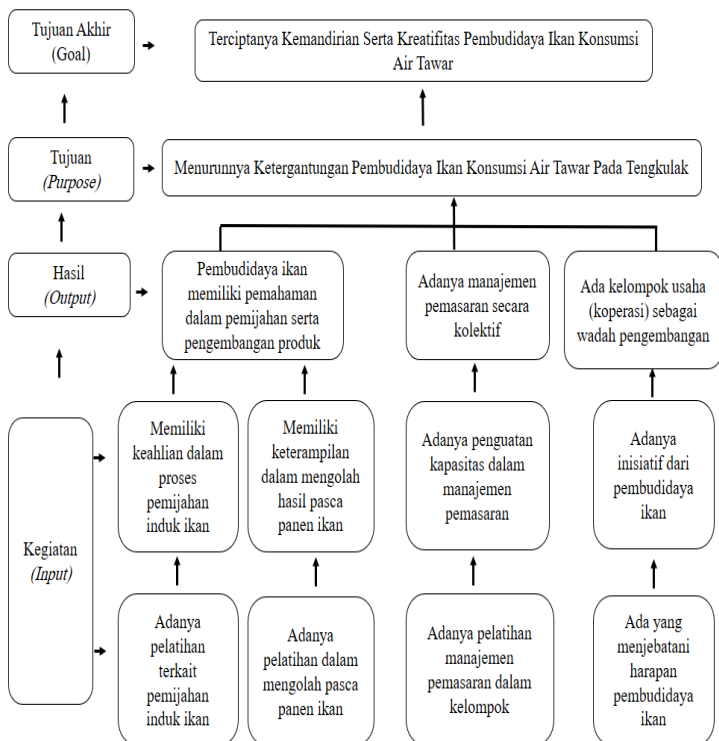 Tujuan Akhir
(Goal)
Terciptanya Kemandirian Serta Kreatifitas Pembudidaya Ikan Konsumsi
Air Tawar
Tujuan
(Purpose)
Menurunnya Ketergantungan Pembudidaya Ikan Konsumsi Air Tawar Pada Tengkulak
Hasil
(Output)
Pembudidaya ikan
memiliki pemahaman
dalam pemijahan serta
pengembangan produk
Adanya manajemen
pemasaran secara
kolektif
Ada kelompok usaha
(koperasi) sebagai
wadah pengembangan
Kegiatan
(Input)
Memiliki
keahlian dalam
proses
pemijahan
induk ikan
Memiliki
keterampilan
dalam mengolah
hasil pasca
panen ikan
Adanya penguatan
kapasitas dalam
manajemen
pemasaran
Adanya
inisiatif dari
pembudidaya
ikan
Adanya
pelatihan
terkait
pemijahan
induk ikan
Adanya
pelatihan dalam
mengolah pasca
panen ikan
Adanya pelatihan
manajemen
pemasaran dalam
kelompok
Ada yang
menjebatani
harapan
pembudidaya
ikan